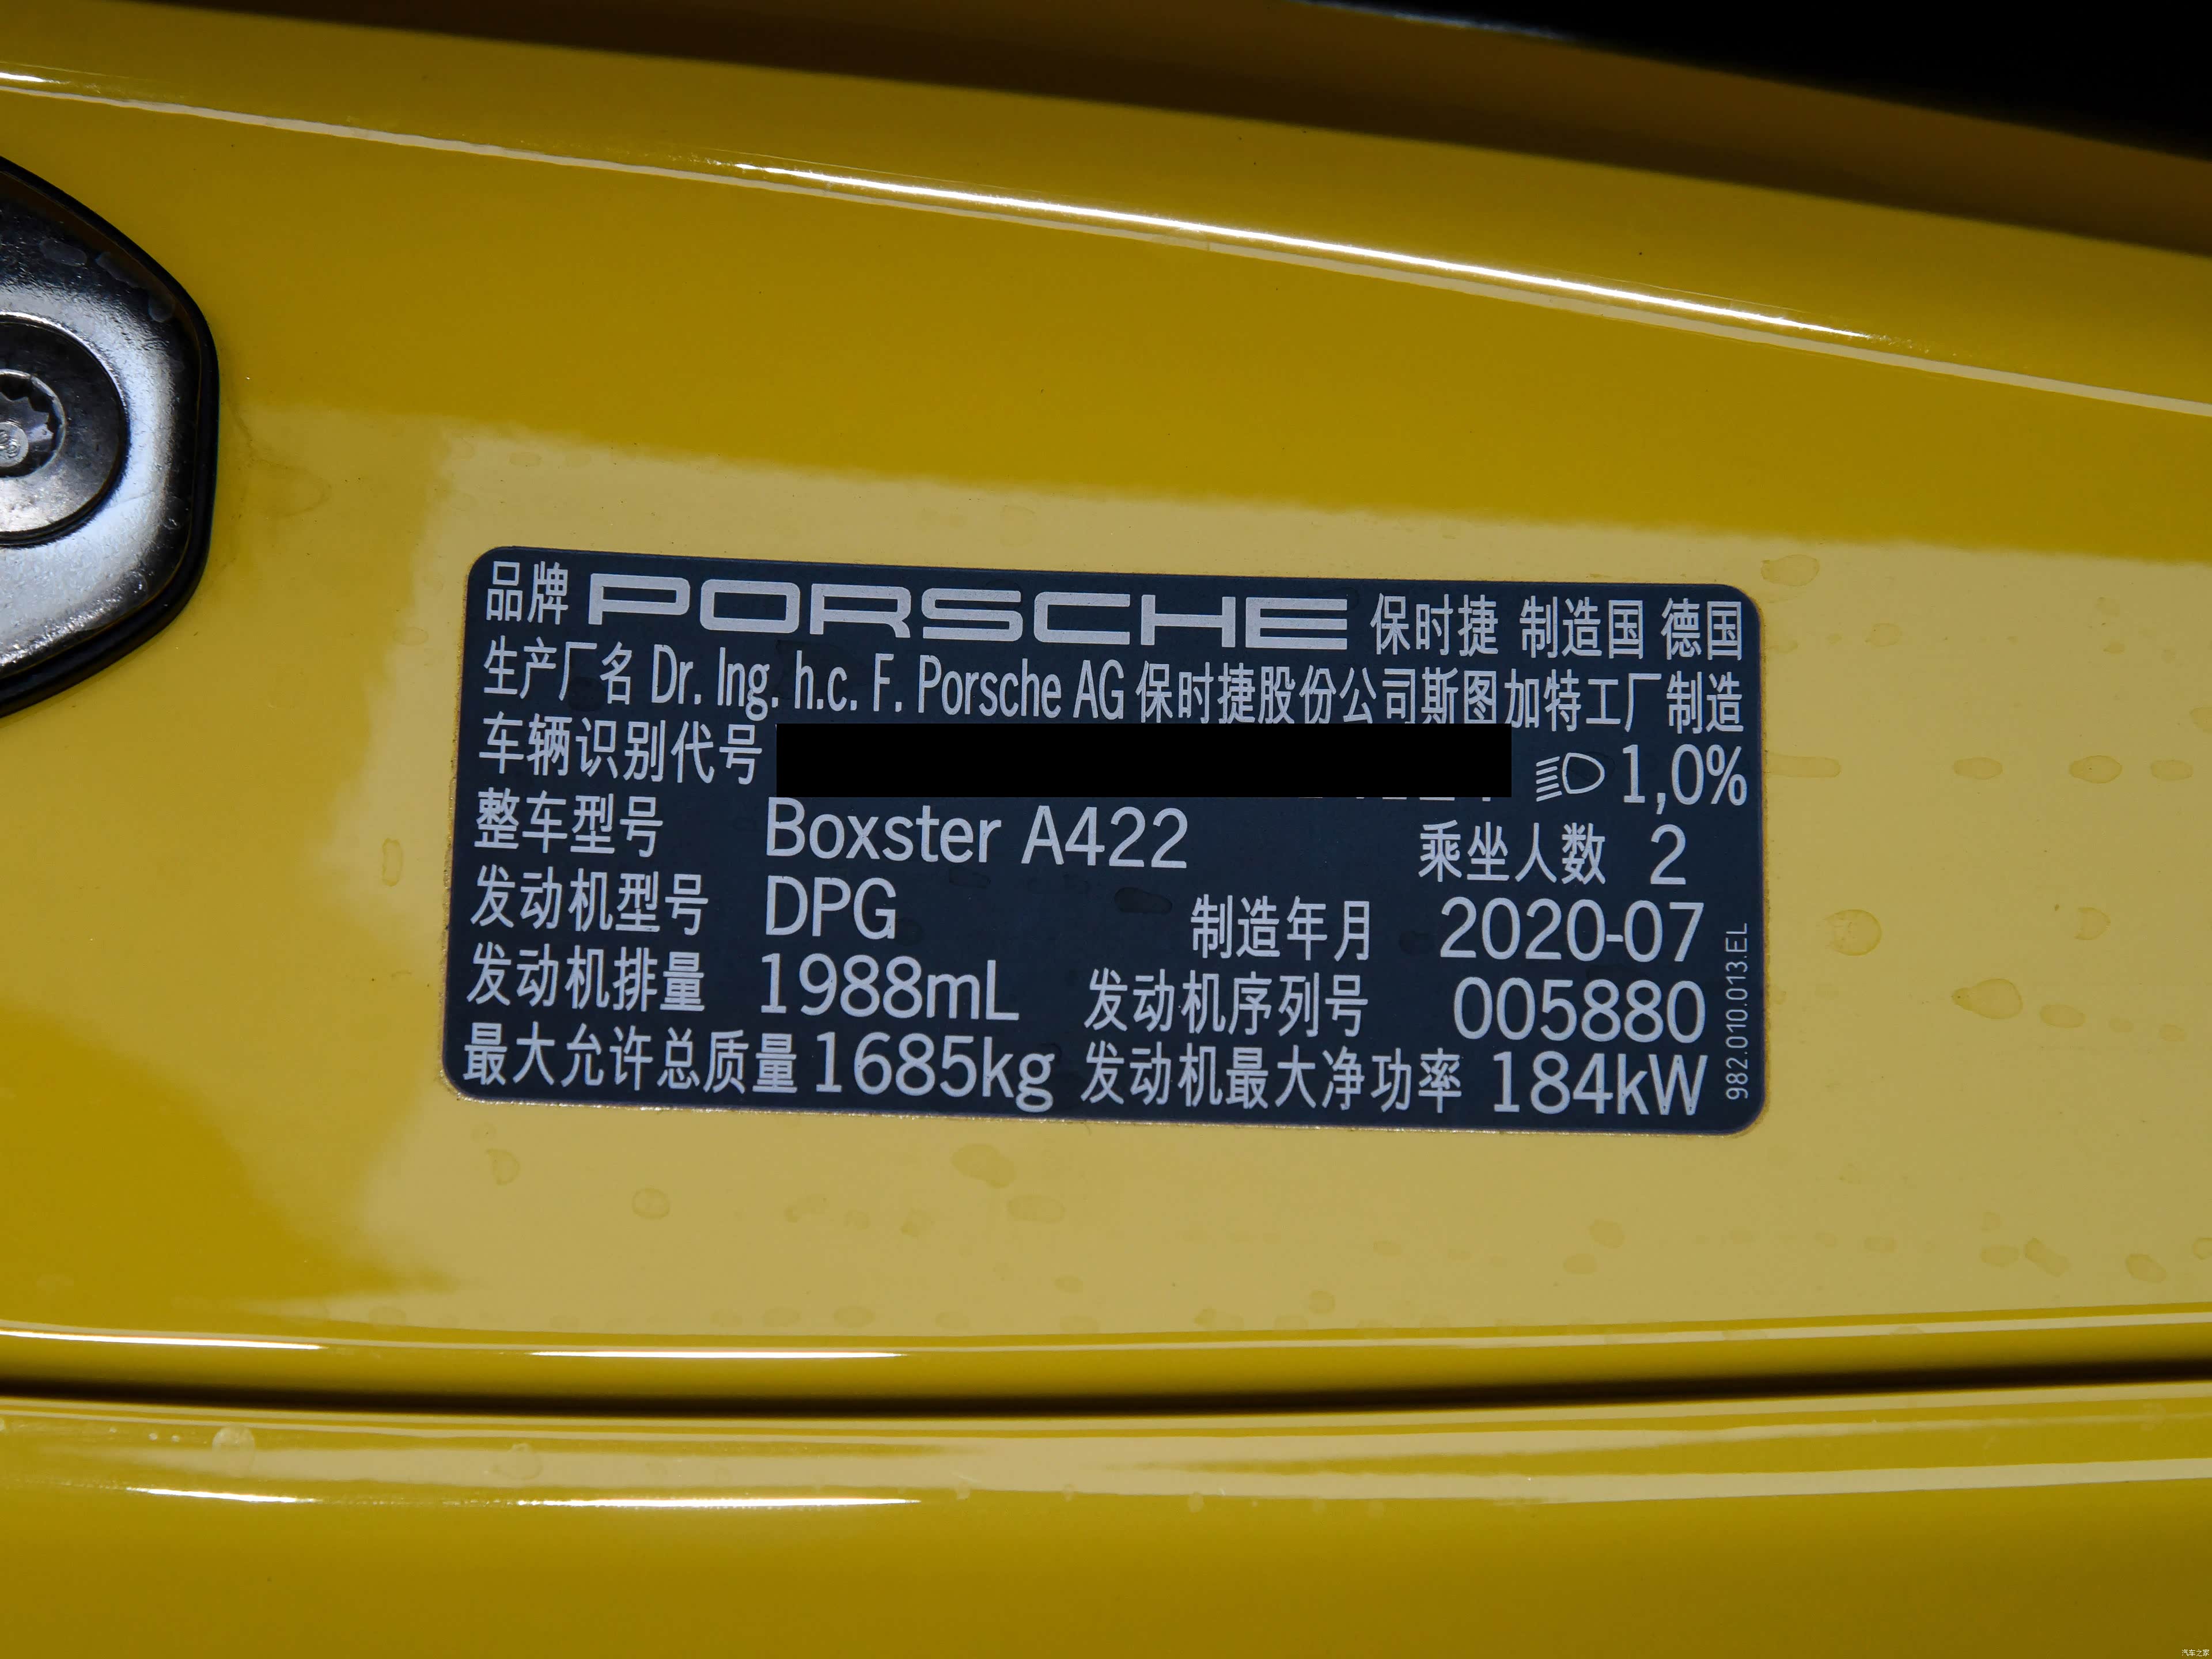 品牌 PORSCHE 保时捷 制造国 德国
生产厂名 Dr. Ing. h.c. F. Porsche AG 保时捷股份公司斯图加特工厂制造
车辆识别代号 1,0%
整车型号 Boxster A422 乘坐人数 2
发动机型号 DPG 制造年月 2020-07
发动机排量 1988mL 发动机序列号 005880
最大允许总质量 1685kg 发动机最大净功率 184kW
982.010.013.EL
汽车之家